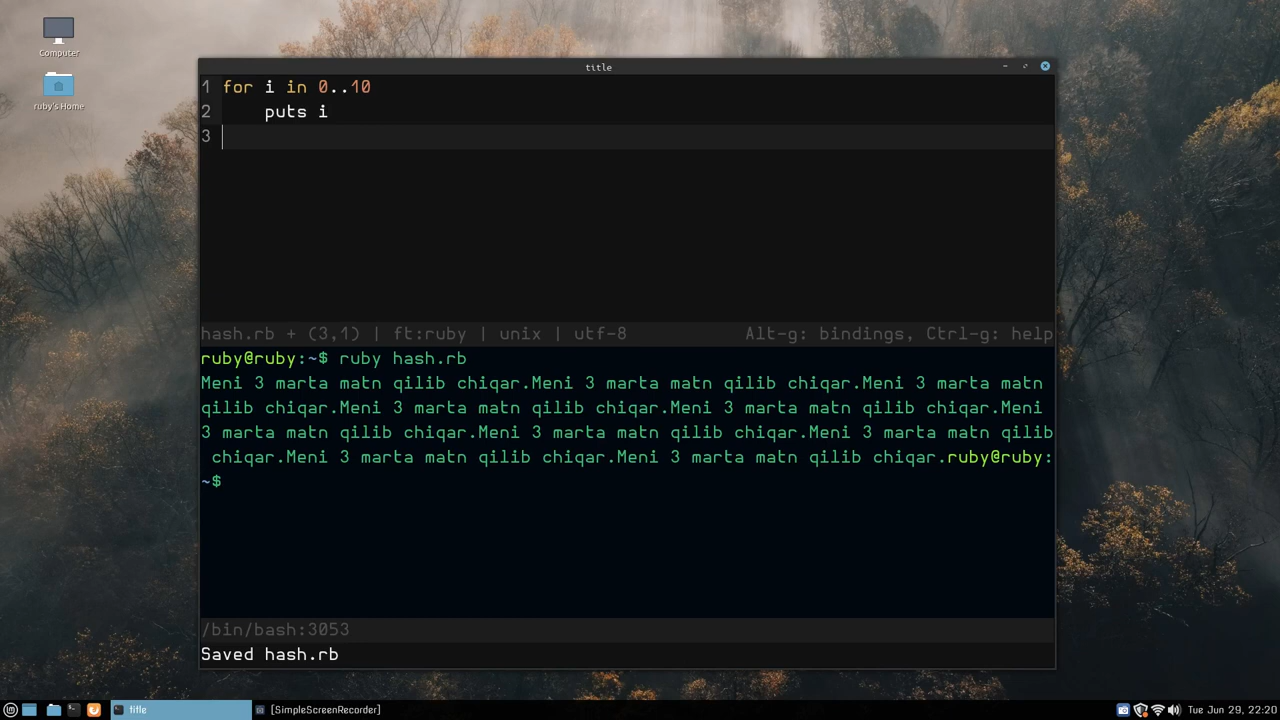 Computer
ruby's Home
title
1 for i in 0..10
2     puts i
3
hash.rb + (3,1) | ft:ruby | unix | utf-8 Alt-g: bindings, Ctrl-g: help
ruby@ruby:~$ ruby hash.rb
Meni 3 marta matn qilib chiqar.Meni 3 marta matn qilib chiqar.Meni 3 marta matn
qilib chiqar.Meni 3 marta matn qilib chiqar.Meni 3 marta matn qilib chiqar.Meni
3 marta matn qilib chiqar.Meni 3 marta matn qilib chiqar.Meni 3 marta matn qilib
chiqar.Meni 3 marta matn qilib chiqar.Meni 3 marta matn qilib chiqar.ruby@ruby:
~$
/bin/bash:3053
Saved hash.rb
title
[SimpleScreenRecorder]
Tue Jun 29, 22:20